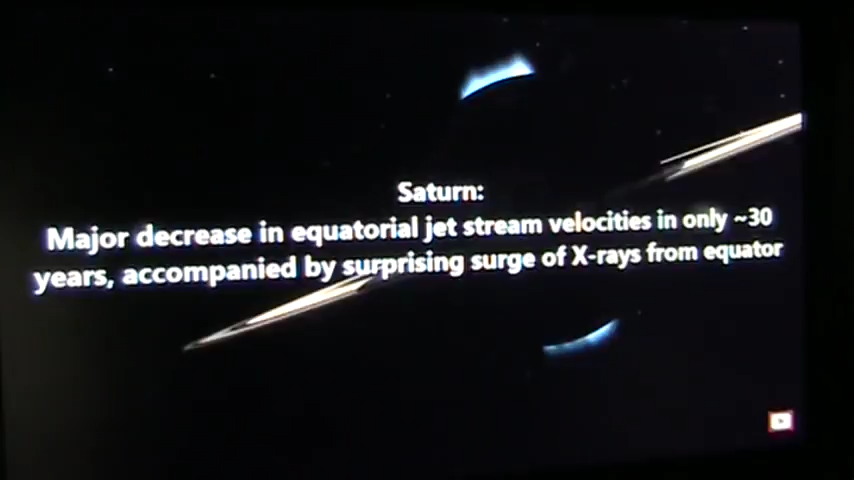 Saturn:
Major decrease in equatorial jet stream velocities in only ~30
years, accompanied by surprising surge of X-rays from equator